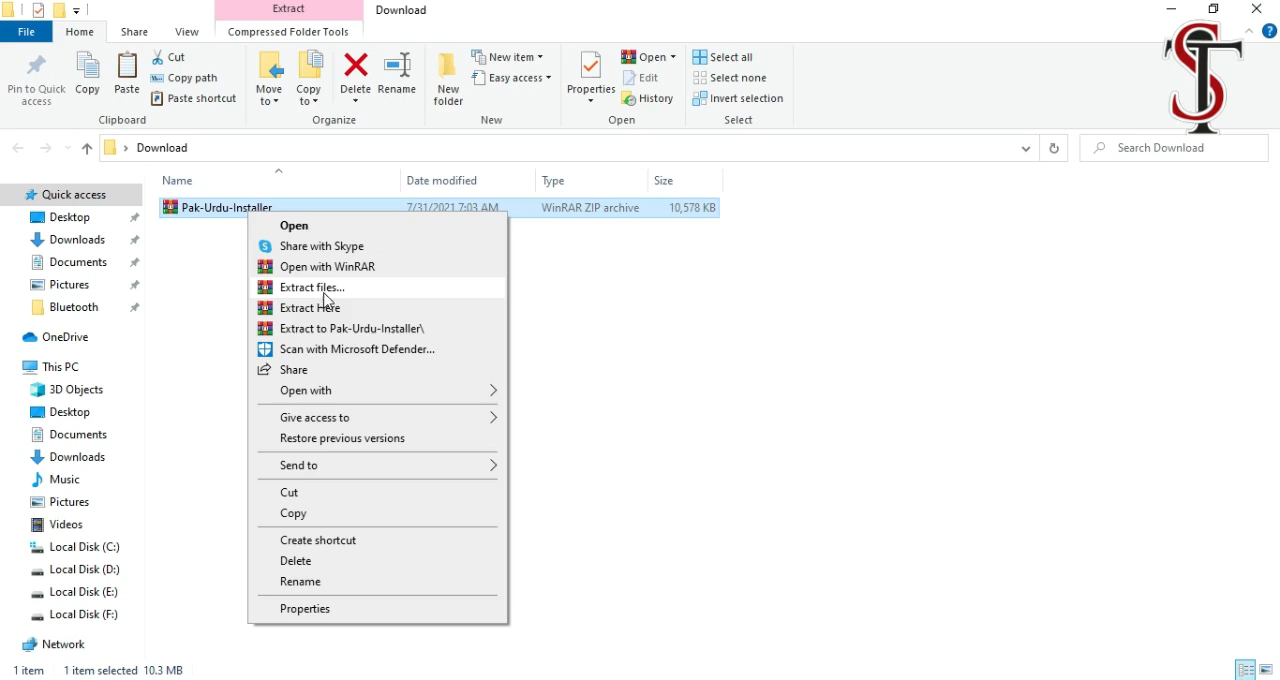 Extract
Download
File
Home
Share
View
Compressed Folder Tools
Pin to Quick access
Copy
Paste
Cut
Copy path
Paste shortcut
Clipboard
Move to
Copy to
Delete
Rename
Organize
New folder
New item
Easy access
New
Properties
Open
Edit
History
Open
Select all
Select none
Invert selection
Select
ST
Download
Search Download
Name
Date modified
Type
Size
Pak-Urdu-Installer
7/31/2021 7:03 AM
WinRAR ZIP archive
10,578 KB
Quick access
Desktop
Downloads
Documents
Pictures
Bluetooth
OneDrive
This PC
3D Objects
Desktop
Documents
Downloads
Music
Pictures
Videos
Local Disk (C:)
Local Disk (D:)
Local Disk (E:)
Local Disk (F:)
Network
Open
Share with Skype
Open with WinRAR
Extract files...
Extract Here
Extract to Pak-Urdu-Installer\
Scan with Microsoft Defender...
Share
Open with
Give access to
Restore previous versions
Send to
Cut
Copy
Create shortcut
Delete
Rename
Properties
1 item
1 item selected 10.3 MB